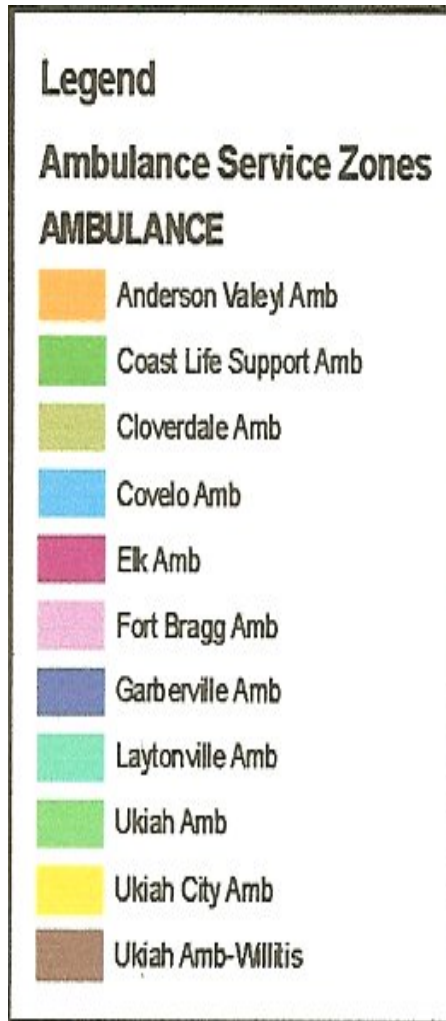 Legend
Ambulance Service Zones
AMBULANCE
Anderson Valeyl Amb
Coast Life Support Amb
Cloverdale Amb
Covelo Amb
Elk Amb
Fort Bragg Amb
Garberville Amb
Laytonville Amb
Ukiah Amb
Ukiah City Amb
Ukiah Amb-Willitis